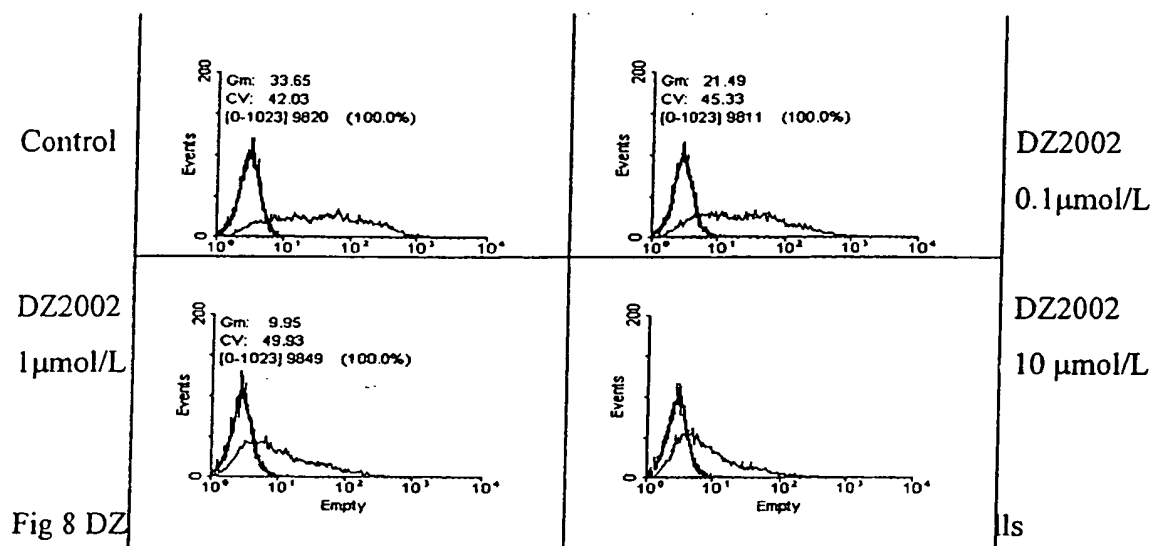 Control
200
Events
Gm: 33.65
CV: 42.03
[0-1023] 9820 (100.0%)
0
10⁰ 10¹ 10² 10³ 10⁴
200
Events
Gm: 21.49
CV: 45.33
[0-1023] 9811 (100.0%)
0
10⁰ 10¹ 10² 10³ 10⁴
DZ2002
0.1μmol/L
DZ2002
1μmol/L
200
Events
Gm: 9.95
CV: 49.93
[0-1023] 9849 (100.0%)
0
10⁰ 10¹ 10² 10³ 10⁴
Empty
200
Events
0
10⁰ 10¹ 10² 10³ 10⁴
Empty
DZ2002
10 μmol/L
Fig 8 DZ
lls